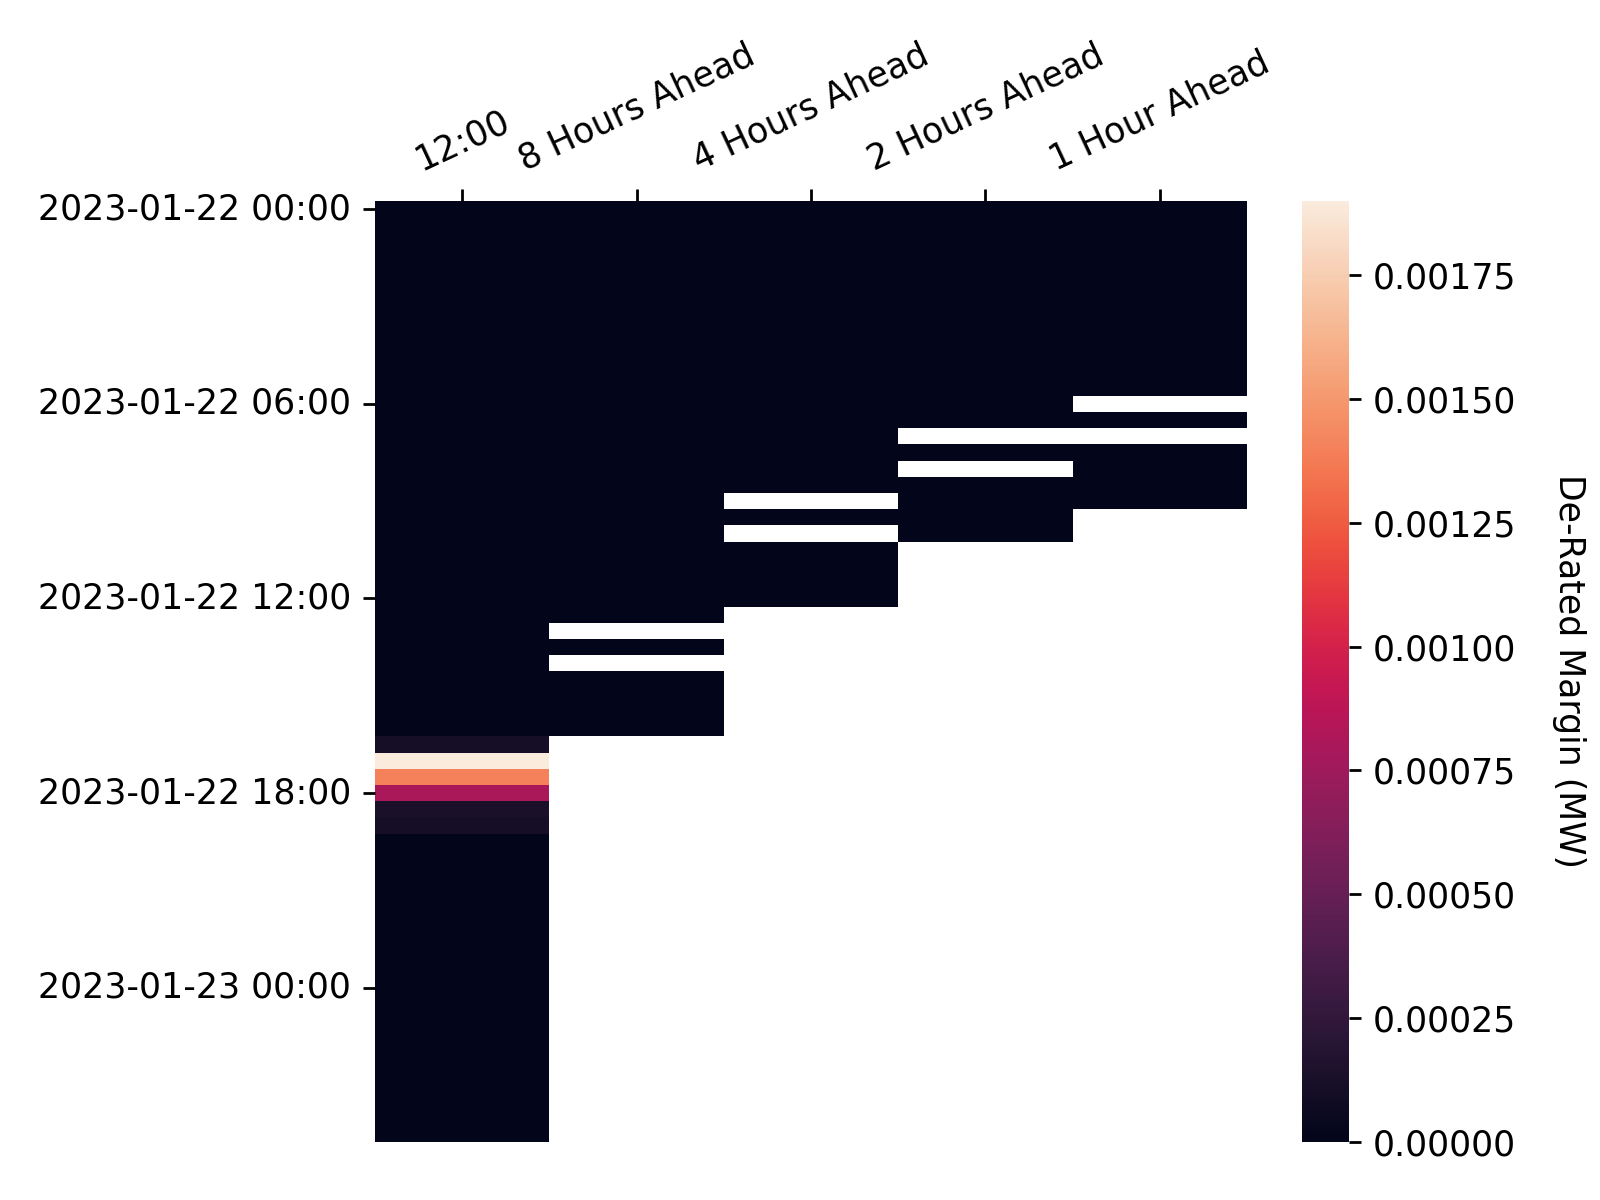 12:00
8 Hours Ahead
4 Hours Ahead
2 Hours Ahead
1 Hour Ahead
2023-01-22 00:00
2023-01-22 06:00
2023-01-22 12:00
2023-01-22 18:00
2023-01-23 00:00
0.00175
0.00150
0.00125
0.00100
0.00075
0.00050
0.00025
0.00000
De-Rated Margin (MW)